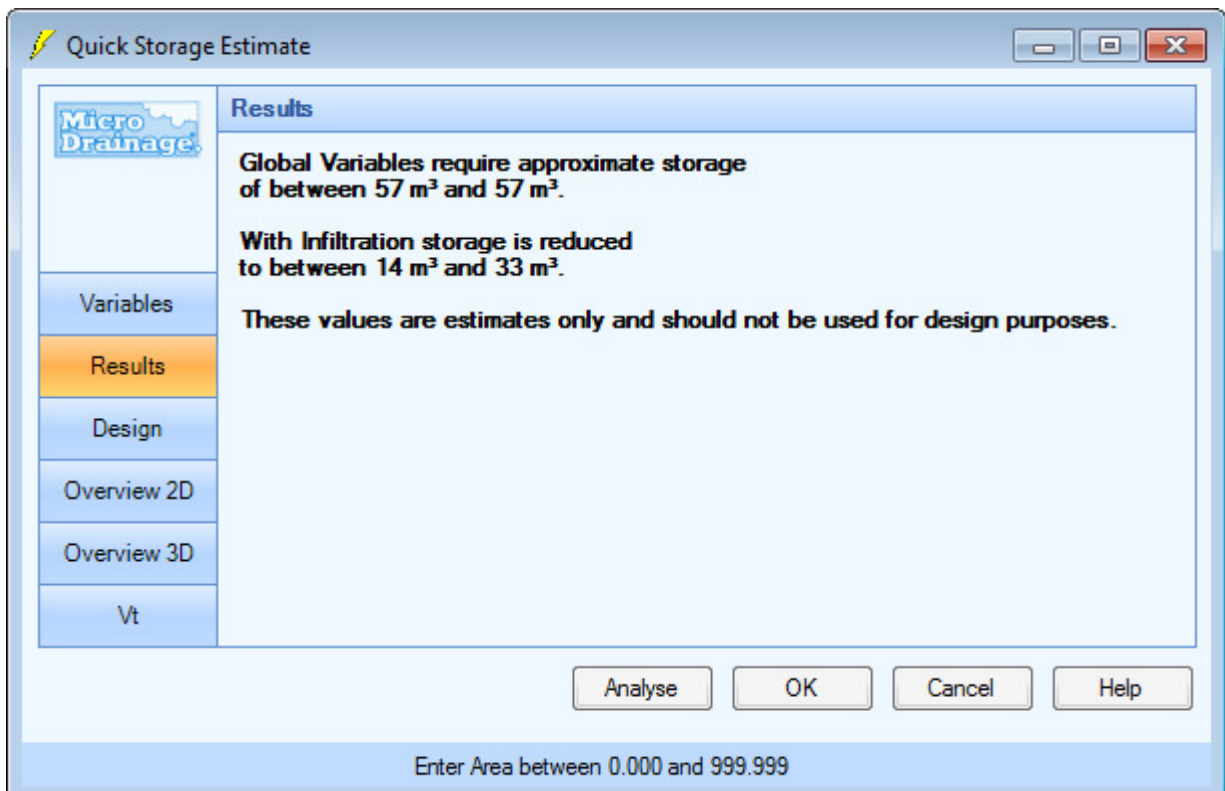 Quick Storage Estimate
Micro
Drainage.
Results
Global Variables require approximate storage
of between 57 m³ and 57 m³.
With Infiltration storage is reduced
to between 14 m³ and 33 m³.
These values are estimates only and should not be used for design purposes.
Variables
Results
Design
Overview 2D
Overview 3D
Vt
Analyse
OK
Cancel
Help
Enter Area between 0.000 and 999.999